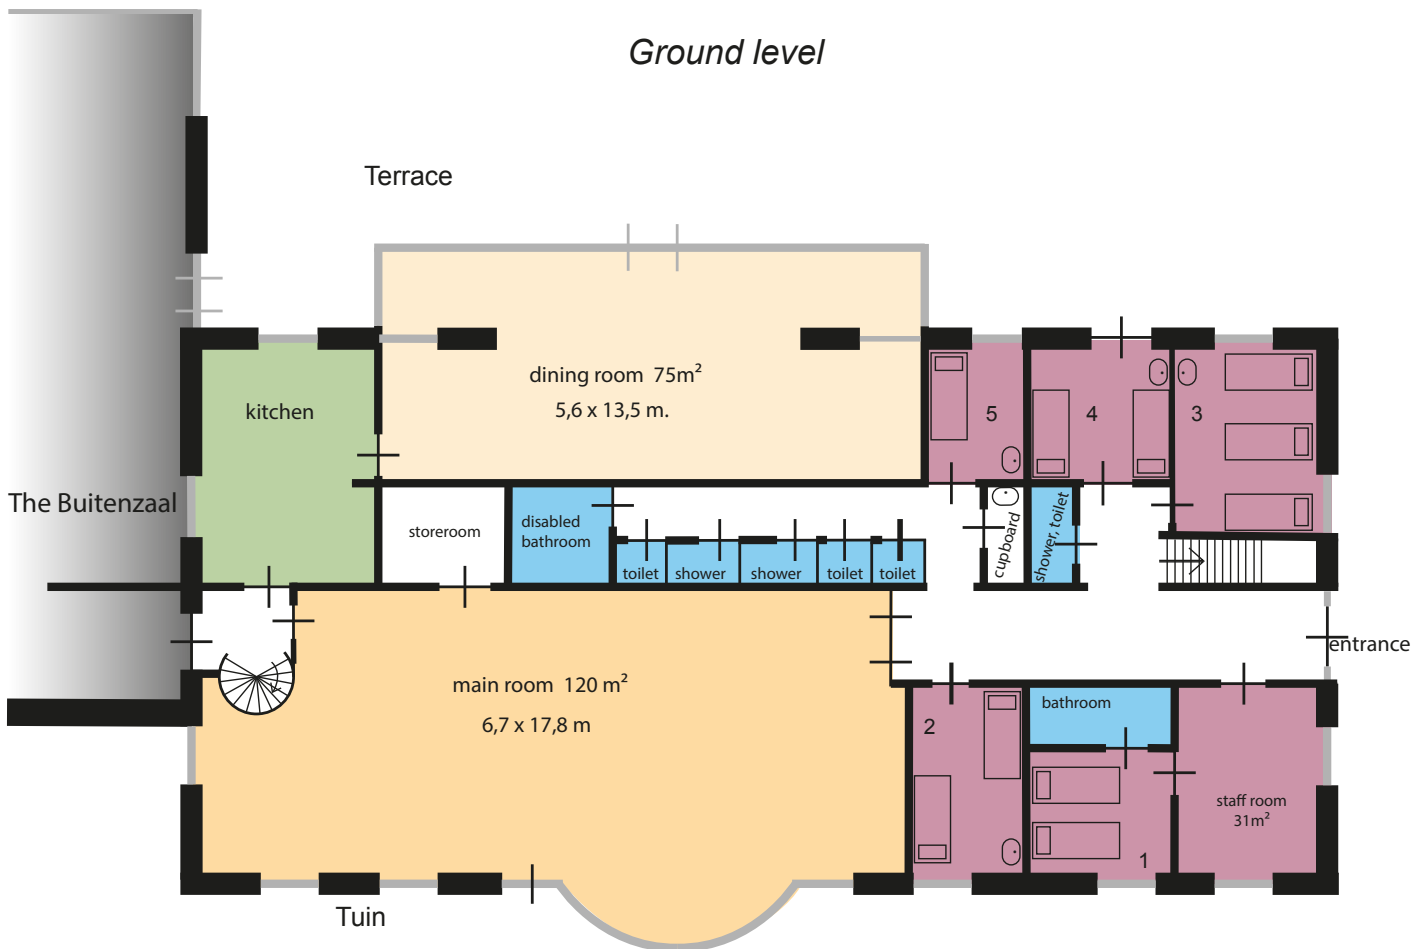 Ground level
Terrace
dining room 75m²
5,6 x 13,5 m.
kitchen
5
4
3
The Buitenzaal
storeroom
disabled
bathroom
toilet
shower
shower
toilet
toilet
cupboard
shower, toilet
entrance
main room 120 m²
6,7 x 17,8 m
2
bathroom
staff room
31m²
1
Tuin